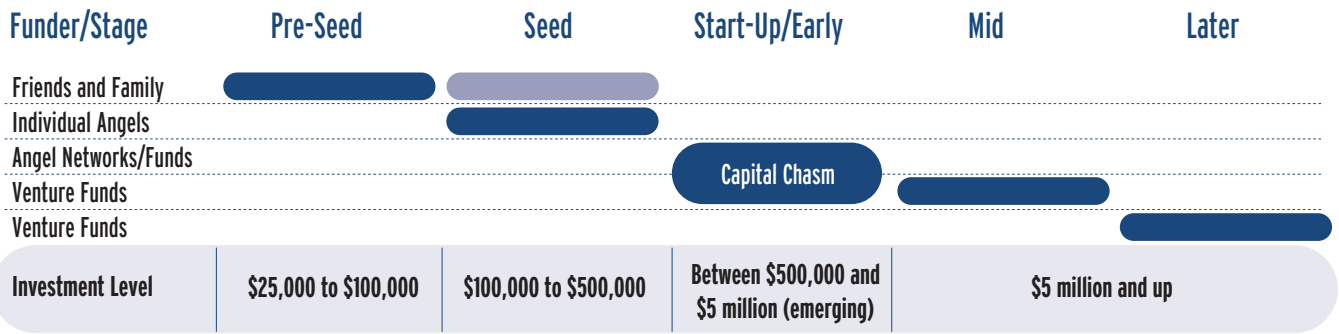 Funder/Stage Pre-Seed Seed Start-Up/Early Mid Later
Friends and Family
Individual Angels
Angel Networks/Funds
Capital Chasm
Venture Funds
Venture Funds
Investment Level $25,000 to $100,000 $100,000 to $500,000 Between $500,000 and $5 million and up
$5 million (emerging)